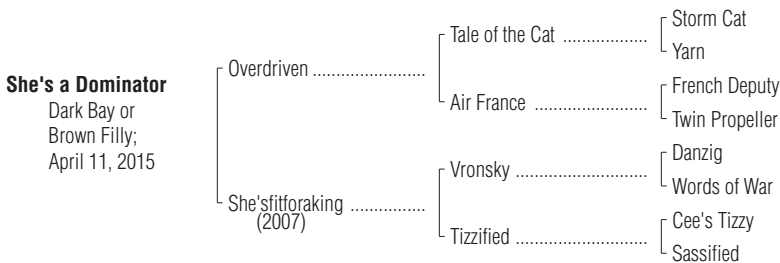 She's a Dominator
Dark Bay or
Brown Filly;
April 11, 2015
Overdriven ........................
She'sfitforaking ................
(2007)
Tale of the Cat ..................
Air France ........................
Vronsky ............................
Tizzified ............................
Storm Cat
Yarn
French Deputy
Twin Propeller
Danzig
Words of War
Cee's Tizzy
Sassified